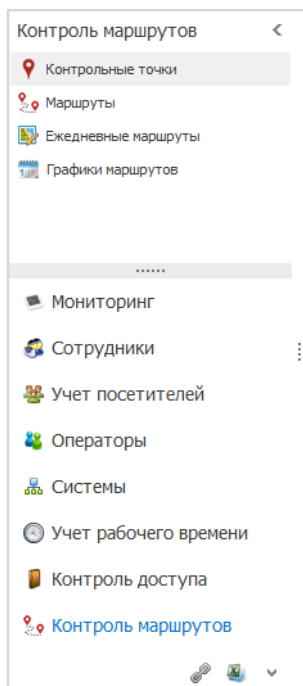 Контроль маршрутов
Контрольные точки
Маршруты
Ежедневные маршруты
Графики маршрутов
Мониторинг
Сотрудники
Учет посетителей
Операторы
Системы
Учет рабочего времени
Контроль доступа
Контроль маршрутов